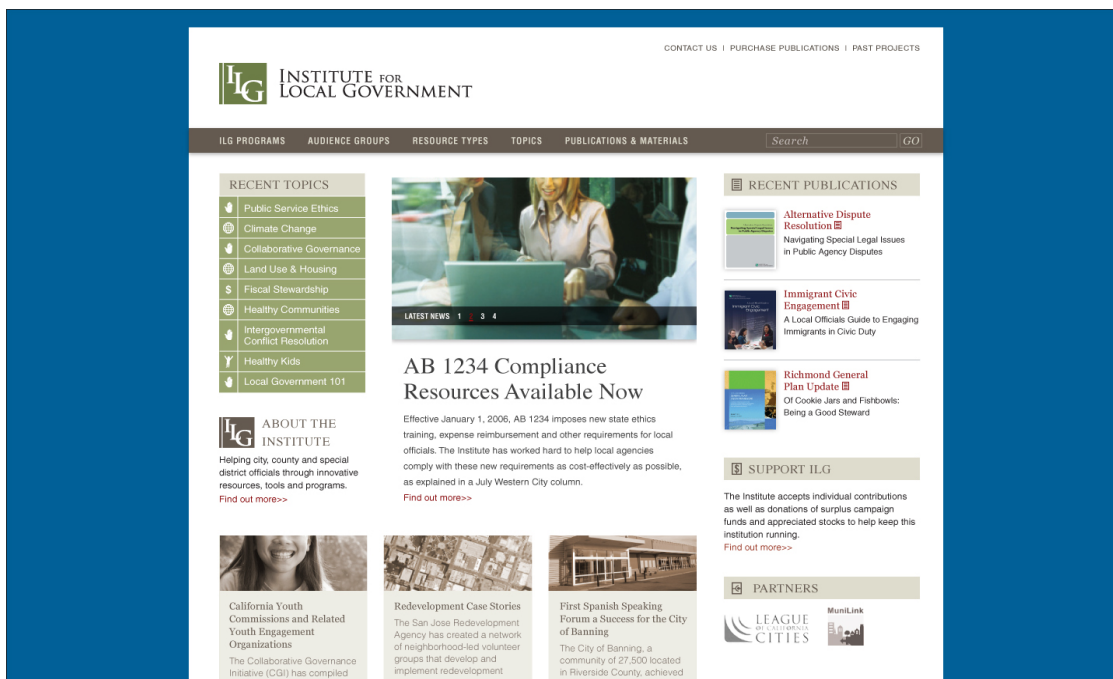 CONTACT US | PURCHASE PUBLICATIONS | PAST PROJECTS
ILG
INSTITUTE FOR
LOCAL GOVERNMENT
ILG PROGRAMS AUDIENCE GROUPS RESOURCE TYPES TOPICS PUBLICATIONS & MATERIALS Search GO
RECENT TOPICS
Public Service Ethics
Climate Change
Collaborative Governance
Land Use & Housing
$ Fiscal Stewardship
Healthy Communities
Intergovernmental
Conflict Resolution
Healthy Kids
Local Government 101
ILG
ABOUT THE
INSTITUTE
Helping city, county and special
district officials through innovative
resources, tools and programs.
Find out more>>
LATEST NEWS 1 2 3 4
AB 1234 Compliance
Resources Available Now
Effective January 1, 2006, AB 1234 imposes new state ethics
training, expense reimbursement and other requirements for local
officials. The Institute has worked hard to help local agencies
comply with these new requirements as cost-effectively as possible,
as explained in a July Western City column.
Find out more>>
California Youth
Commissions and Related
Youth Engagement
Organizations
The Collaborative Governance
Initiative (CGI) has compiled
Redevelopment Case Stories
The San Jose Redevelopment
Agency has created a network
of neighborhood-led volunteer
groups that develop and
implement redevelopment
First Spanish Speaking
Forum a Success for the City
of Banning
The City of Banning, a
community of 27,500 located
in Riverside County, achieved
RECENT PUBLICATIONS
Alternative Dispute
Resolution
Navigating Special Legal Issues
in Public Agency Disputes
Immigrant Civic
Engagement
A Local Officials Guide to Engaging
Immigrants in Civic Duty
Richmond General
Plan Update
Of Cookie Jars and Fishbowls:
Being a Good Steward
$ SUPPORT ILG
The Institute accepts individual contributions
as well as donations of surplus campaign
funds and appreciated stocks to help keep this
institution running.
Find out more>>
PARTNERS
LEAGUE
OF CALIFORNIA
CITIES
MuniLink